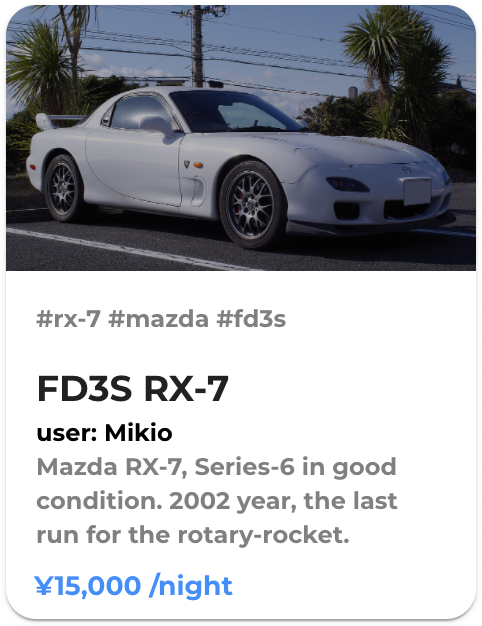 #rx-7 #mazda #fd3s
FD3S RX-7
user: Mikio
Mazda RX-7, Series-6 in good
condition. 2002 year, the last
run for the rotary-rocket.
¥15,000 /night